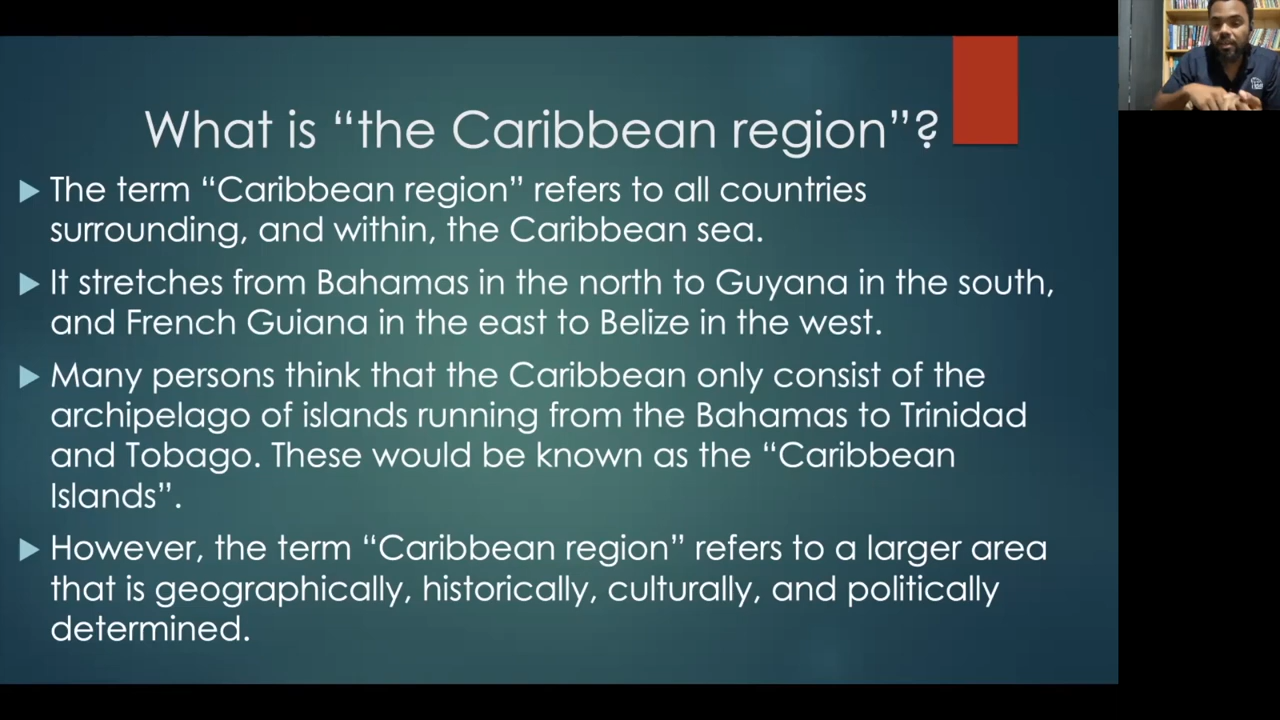 What is “the Caribbean region”?
The term “Caribbean region” refers to all countries
surrounding, and within, the Caribbean sea.
It stretches from Bahamas in the north to Guyana in the south,
and French Guiana in the east to Belize in the west.
Many persons think that the Caribbean only consist of the
archipelago of islands running from the Bahamas to Trinidad
and Tobago. These would be known as the “Caribbean
Islands”.
However, the term “Caribbean region” refers to a larger area
that is geographically, historically, culturally, and politically
determined.